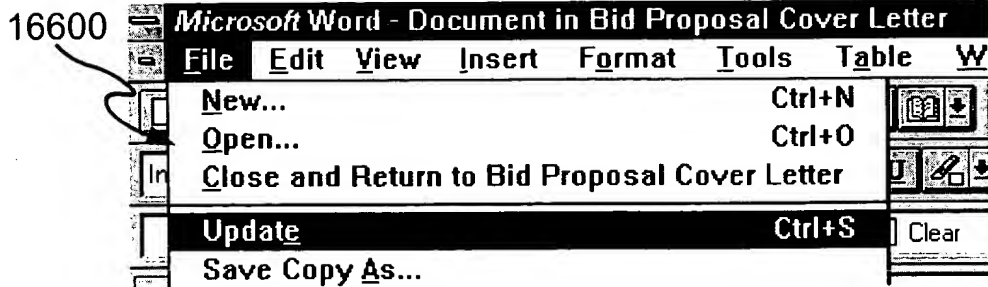 16600
Microsoft Word - Document in Bid Proposal Cover Letter
File Edit View Insert Format Tools Table W
New... Ctrl+N
Open... Ctrl+O
Close and Return to Bid Proposal Cover Letter
In U
Update Ctrl+S Clear
Save Copy As...